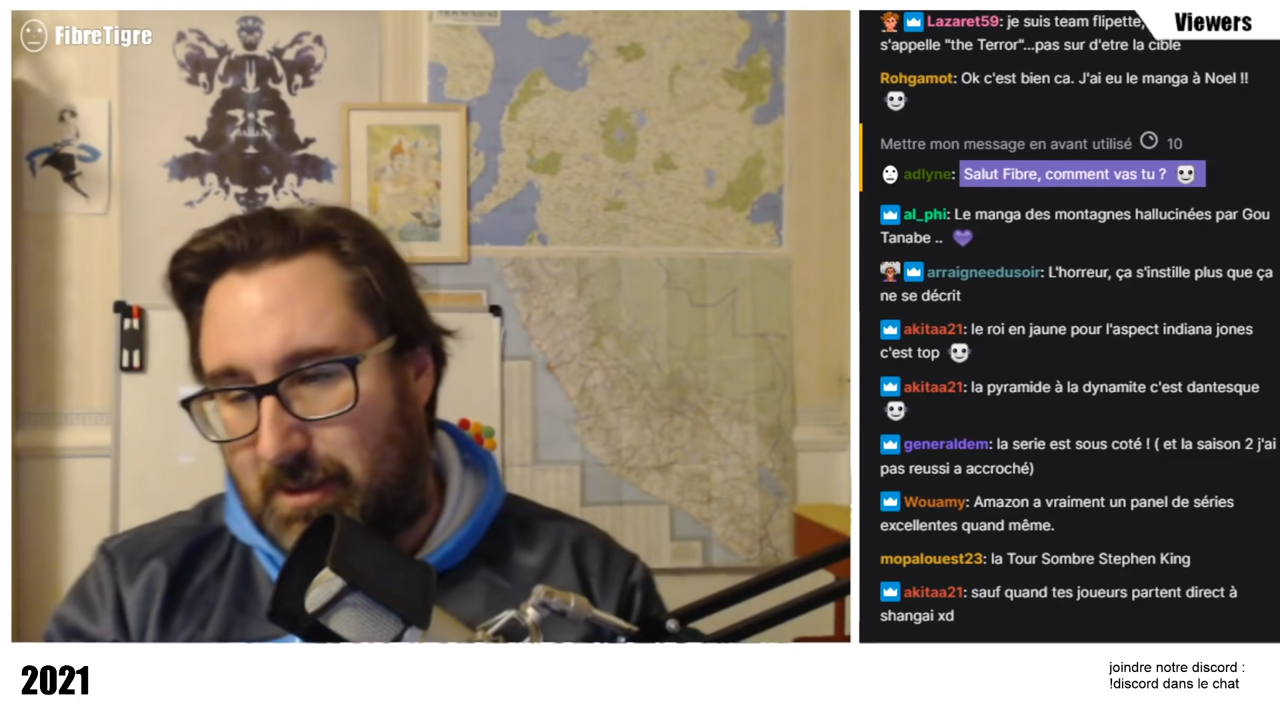 FibreTigre
Viewers
Lazaret59: je suis team flipette,
s'appelle "the Terror"...pas sur d'etre la cible
Rohgamot: Ok c'est bien ca. J'ai eu le manga à Noel !!
Mettre mon message en avant utilisé 10
adlyne: Salut Fibre, comment vas tu ?
al_phi: Le manga des montagnes hallucinées par Gou
Tanabe ..
arraigneedusoir: L'horreur, ça s'instille plus que ça
ne se décrit
akitaa21: le roi en jaune pour l'aspect indiana jones
c'est top
akitaa21: la pyramide à la dynamite c'est dantesque
generaldem: la serie est sous coté ! ( et la saison 2 j'ai
pas reussi a accroché)
Wouamy: Amazon a vraiment un panel de séries
excellentes quand même.
mopalouest23: la Tour Sombre Stephen King
akitaa21: sauf quand tes joueurs partent direct à
shangai xd
2021
joindre notre discord :
!discord dans le chat